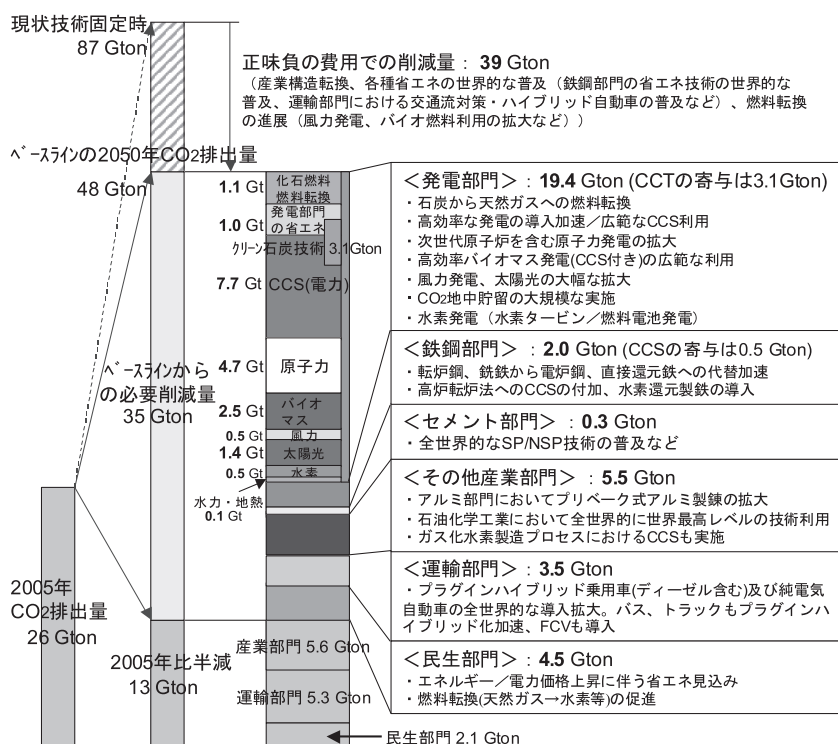 現状技術固定時
87 Gton
正味負の費用での削減量： 39 Gton
（産業構造転換、各種省エネの世界的な普及（鉄鋼部門の省エネ技術の世界的な
普及、運輸部門における交通流対策・ハイブリッド自動車の普及など）、燃料転換
の進展（風力発電、バイオ燃料利用の拡大など））
ﾍﾞｰｽﾗｲﾝの2050年CO2排出量
48 Gton
1.1 Gt
化石燃料
燃料転換
1.0 Gt
発電部門
の省エネ
ｸﾘｰﾝ石炭技術 3.1Gton
7.7 Gt
CCS(電力)
4.7 Gt
原子力
2.5 Gt
バイオ
マス
0.5 Gt
風力
1.4 Gt
太陽光
0.5 Gt
水素
水力・地熱
0.1 Gt
ﾍﾞｰｽﾗｲﾝから
の必要削減量
35 Gton
2005年
CO2排出量
26 Gton
2005年比半減
13 Gton
産業部門 5.6 Gton
運輸部門 5.3 Gton
民生部門 2.1 Gton
＜発電部門＞：19.4 Gton (CCTの寄与は3.1Gton)
・石炭から天然ガスへの燃料転換
・高効率な発電の導入加速／広範なCCS利用
・次世代原子炉を含む原子力発電の拡大
・高効率バイオマス発電(CCS付き)の広範な利用
・風力発電、太陽光の大幅な拡大
・CO2地中貯留の大規模な実施
・水素発電（水素タービン／燃料電池発電）
＜鉄鋼部門＞：2.0 Gton (CCSの寄与は0.5 Gton)
・転炉鋼、銑鉄から電炉鋼、直接還元鉄への代替加速
・高炉転炉法へのCCSの付加、水素還元製鉄の導入
＜セメント部門＞：0.3 Gton
・全世界的なSP/NSP技術の普及など
＜その他産業部門＞：5.5 Gton
・アルミ部門においてプリベーク式アルミ製錬の拡大
・石油化学工業において全世界的に世界最高レベルの技術利用
・ガス化水素製造プロセスにおけるCCSも実施
＜運輸部門＞：3.5 Gton
・プラグインハイブリッド乗用車(ディーゼル含む)及び純電気
自動車の全世界的な導入拡大。バス、トラックもプラグインハ
イブリッド化加速、FCVも導入
＜民生部門＞：4.5 Gton
・エネルギー／電力価格上昇に伴う省エネ見込み
・燃料転換(天然ガス→水素等)の促進